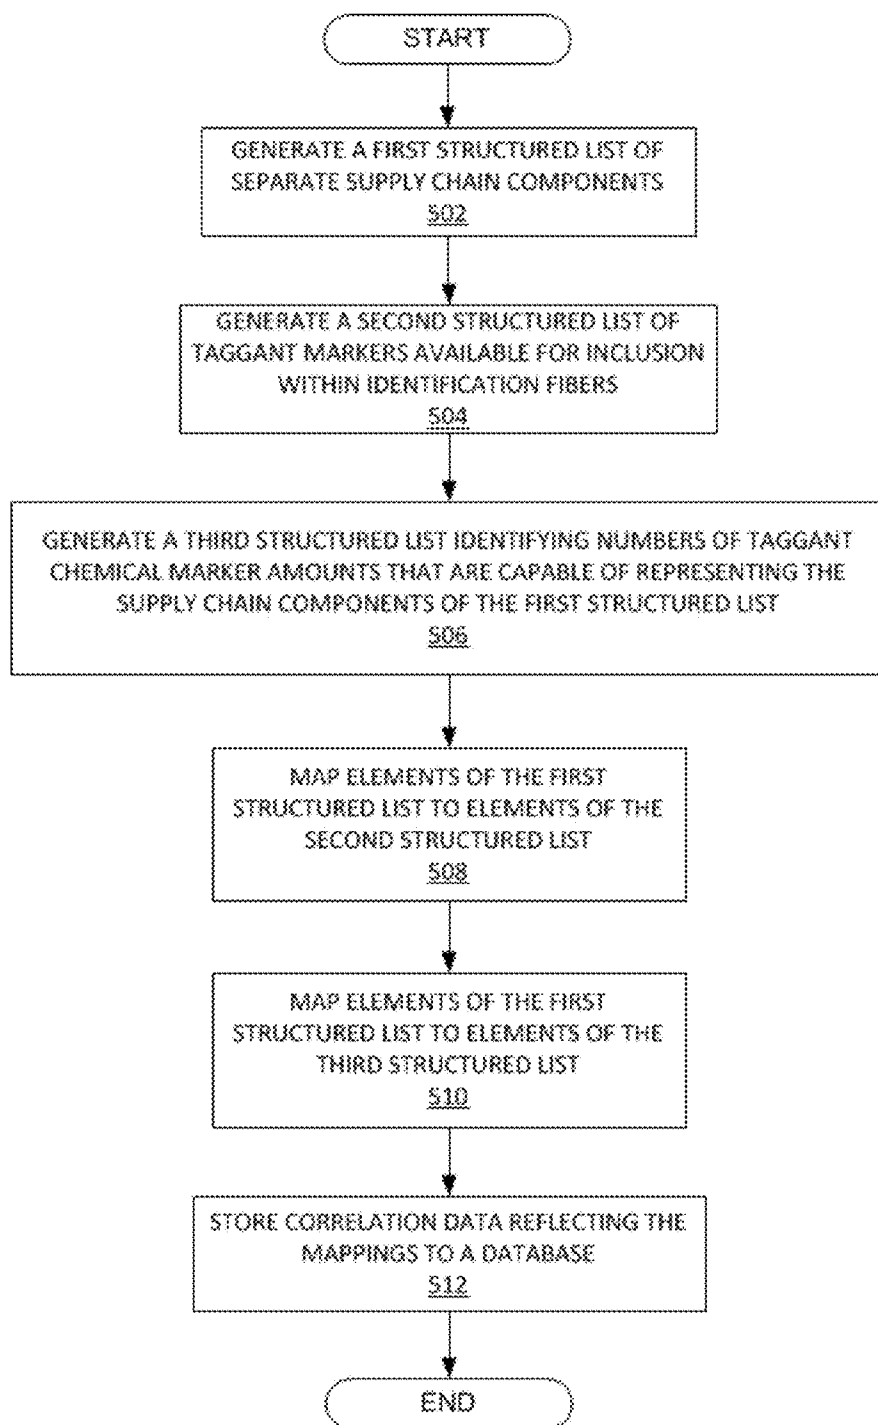 START
GENERATE A FIRST STRUCTURED LIST OF
SEPARATE SUPPLY CHAIN COMPONENTS
502
GENERATE A SECOND STRUCTURED LIST OF
TAGGANT MARKERS AVAILABLE FOR INCLUSION
WITHIN IDENTIFICATION FIBERS
504
GENERATE A THIRD STRUCTURED LIST IDENTIFYING NUMBERS OF TAGGANT
CHEMICAL MARKER AMOUNTS THAT ARE CAPABLE OF REPRESENTING THE
SUPPLY CHAIN COMPONENTS OF THE FIRST STRUCTURED LIST
506
MAP ELEMENTS OF THE FIRST
STRUCTURED LIST TO ELEMENTS OF THE
SECOND STRUCTURED LIST
508
MAP ELEMENTS OF THE FIRST
STRUCTURED LIST TO ELEMENTS OF THE
THIRD STRUCTURED LIST
510
STORE CORRELATION DATA REFLECTING THE
MAPPINGS TO A DATABASE
512
END